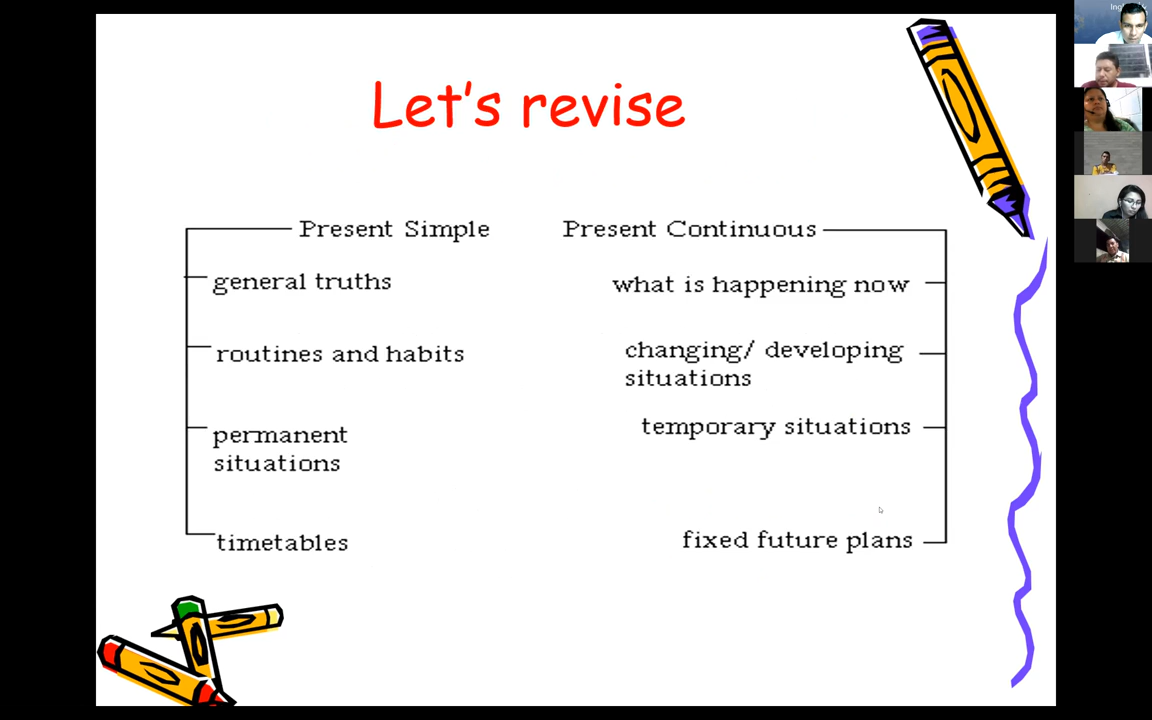 Let's revise
Present Simple
general truths
routines and habits
permanent
situations
timetables
Present Continuous
what is happening now
changing/ developing
situations
temporary situations
fixed future plans